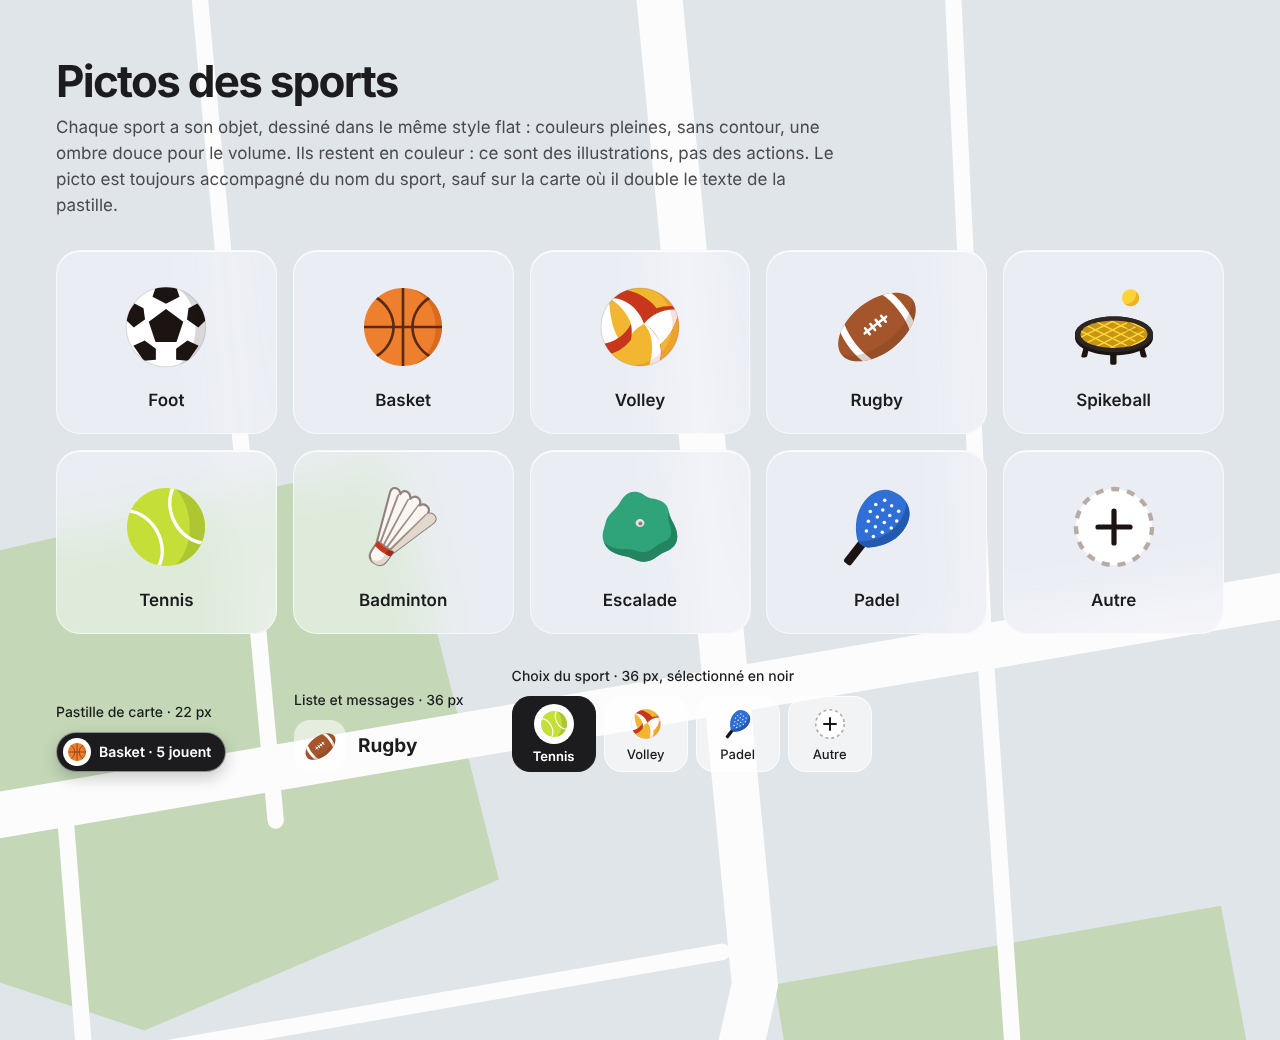 Pictos des sports
Chaque sport a son objet, dessiné dans le même style flat : couleurs pleines, sans contour, une
ombre douce pour le volume. Ils restent en couleur : ce sont des illustrations, pas des actions. Le
picto est toujours accompagné du nom du sport, sauf sur la carte où il double le texte de la
pastille.
Foot
Basket
Volley
Rugby
Spikeball
Tennis
Badminton
Escalade
Padel
Autre
Pastille de carte · 22 px
Basket · 5 jouent
Liste et messages · 36 px
Rugby
Choix du sport · 36 px, sélectionné en noir
Tennis
Volley
Padel
Autre